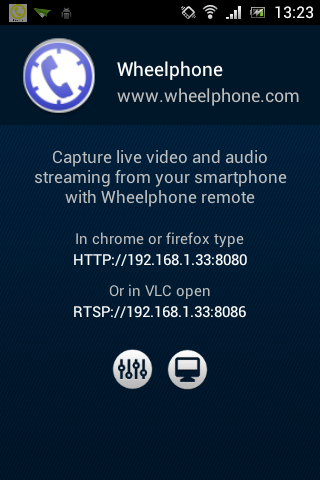 13:23
Wheelphone
www.wheelphone.com
Capture live video and audio
streaming from your smartphone
with Wheelphone remote
In chrome or firefox type
HTTP://192.168.1.33:8080
Or in VLC open
RTSP://192.168.1.33:8086